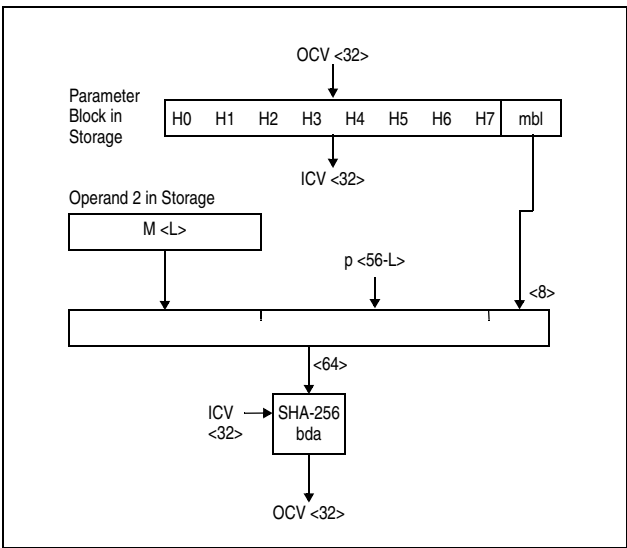 OCV <32>
Parameter
Block in
Storage
H0 H1 H2 H3 H4 H5 H6 H7 mbl
ICV <32>
Operand 2 in Storage
M <L>
p <56-L>
<8>
<64>
ICV
<32>
SHA-256
bda
OCV <32>